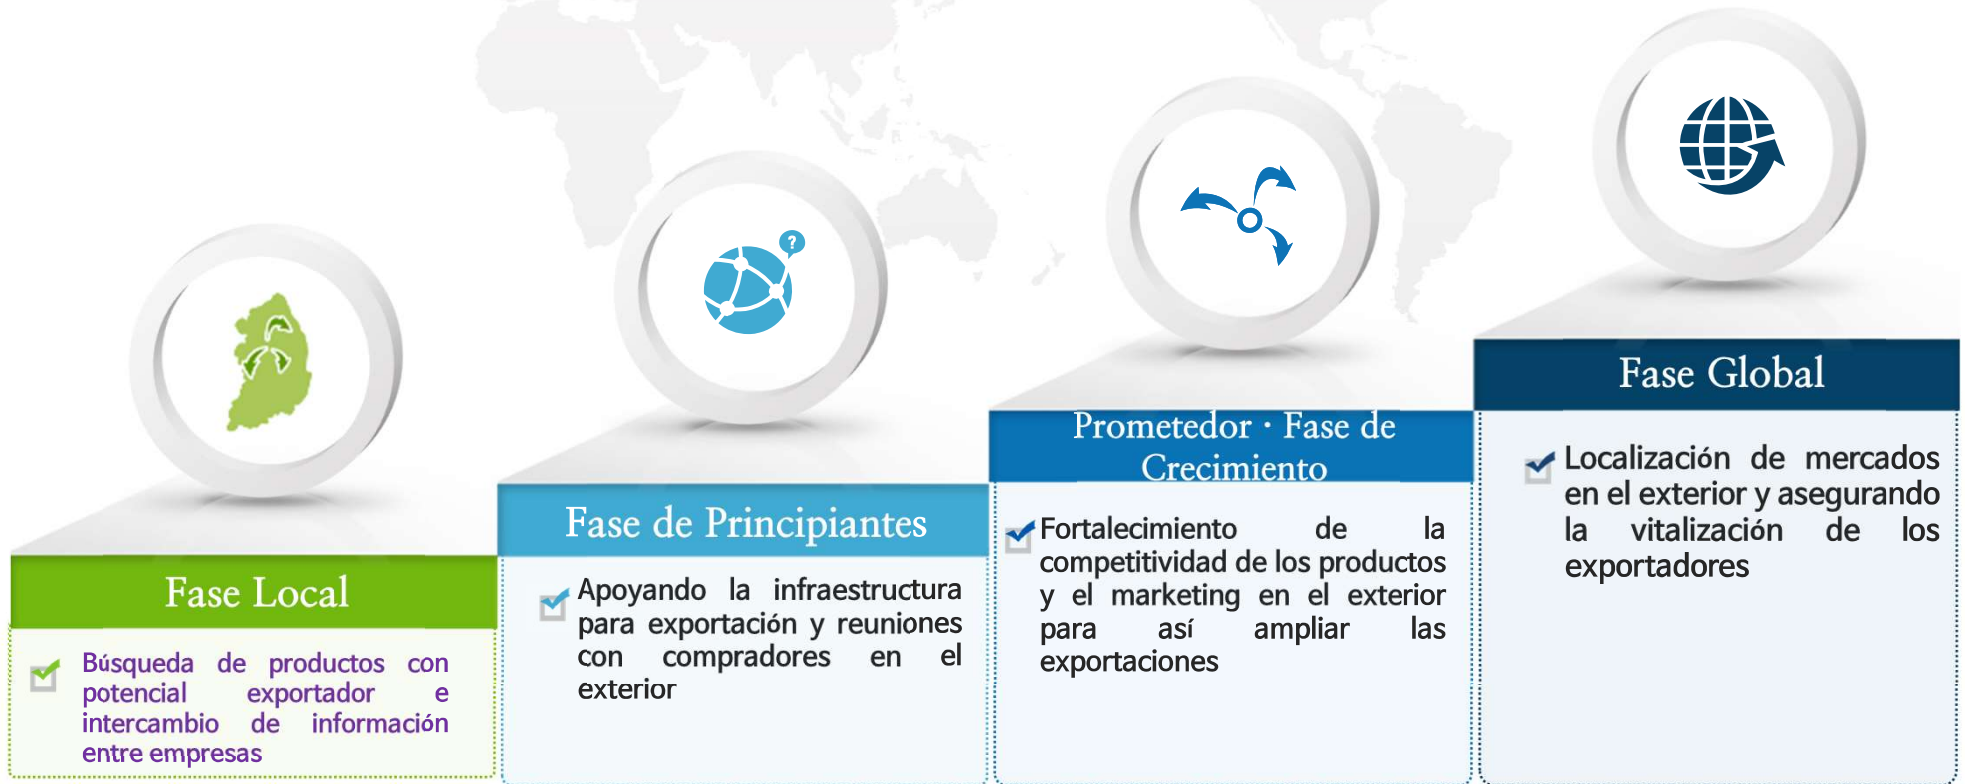 Fase Local
Búsqueda de productos con
potencial exportador e
intercambio de información
entre empresas
?
Fase de Principiantes
Apoyando la infraestructura
para exportación y reuniones
con compradores en el
exterior
Prometedor · Fase de
Crecimiento
Fortalecimiento de la
competitividad de los productos
y el marketing en el exterior
para así ampliar las
exportaciones
Fase Global
Localización de mercados
en el exterior y asegurando
la vitalización de los
exportadores